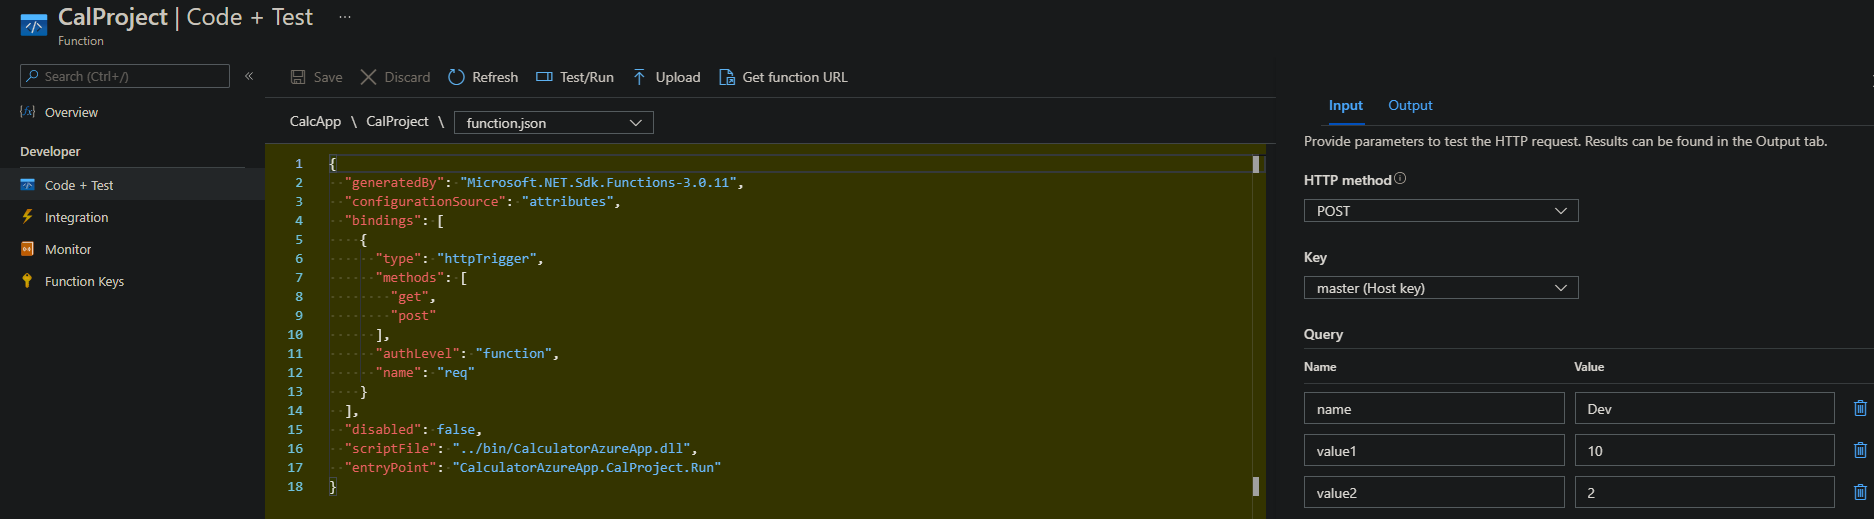 CalProject | Code + Test ...
Function
Search (Ctrl+/)
«
Overview
Developer
Code + Test
Integration
Monitor
Function Keys
Save Discard Refresh Test/Run Upload Get function URL
CalcApp \ CalProject \ function.json
1 {
2 "generatedBy": "Microsoft.NET.Sdk.Functions-3.0.11",
3 "configurationSource": "attributes",
4 "bindings": [
5 {
6 "type": "httpTrigger",
7 "methods": [
8 "get",
9 "post"
10 ],
11 "authLevel": "function",
12 "name": "req"
13 }
14 ],
15 "disabled": false,
16 "scriptFile": "../bin/CalculatorAzureApp.dll",
17 "entryPoint": "CalculatorAzureApp.CalProject.Run"
18 }
Input Output
Provide parameters to test the HTTP request. Results can be found in the Output tab.
HTTP method
POST
Key
master (Host key)
Query
Name Value
name Dev
value1 10
value2 2